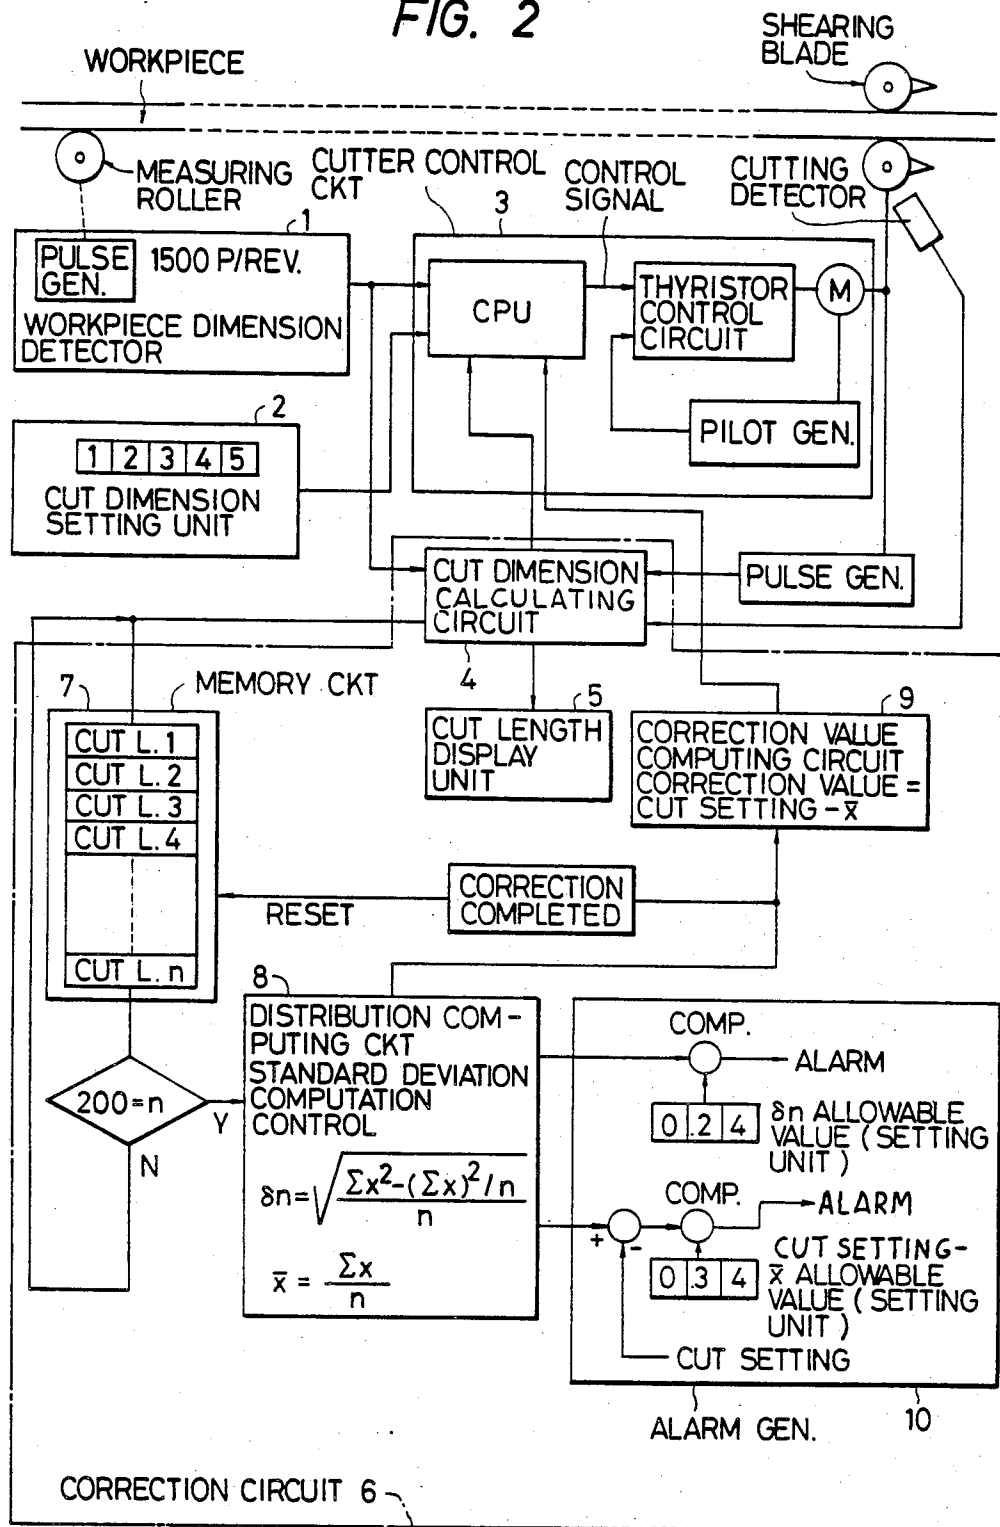 FIG. 2
SHEARING
BLADE
WORKPIECE
MEASURING
ROLLER
CUTTER CONTROL
CKT
3
CONTROL
SIGNAL
CUTTING
DETECTOR
1
PULSE
GEN.
1500 P/REV.
WORKPIECE DIMENSION
DETECTOR
CPU
THYRISTOR
CONTROL
CIRCUIT
M
PILOT GEN.
2
1 2 3 4 5
CUT DIMENSION
SETTING UNIT
CUT DIMENSION
CALCULATING
CIRCUIT
4
PULSE GEN.
7
MEMORY CKT
CUT L. 1
CUT L. 2
CUT L. 3
CUT L. 4
CUT L. n
5
CUT LENGTH
DISPLAY
UNIT
9
CORRECTION VALUE
COMPUTING CIRCUIT
CORRECTION VALUE =
CUT SETTING - x̅
CORRECTION
COMPLETED
RESET
200=n
Y
N
8
DISTRIBUTION COM-
PUTING CKT
STANDARD DEVIATION
COMPUTATION
CONTROL
δn=√((Σx²-(Σx)²/n)/n)
x̅ = Σx/n
COMP.
ALARM
0 .2 4
δn ALLOWABLE
VALUE (SETTING
UNIT)
COMP.
ALARM
+ -
0 .3 4
CUT SETTING-
x̅ ALLOWABLE
VALUE (SETTING
UNIT)
CUT SETTING
ALARM GEN.
10
CORRECTION CIRCUIT 6